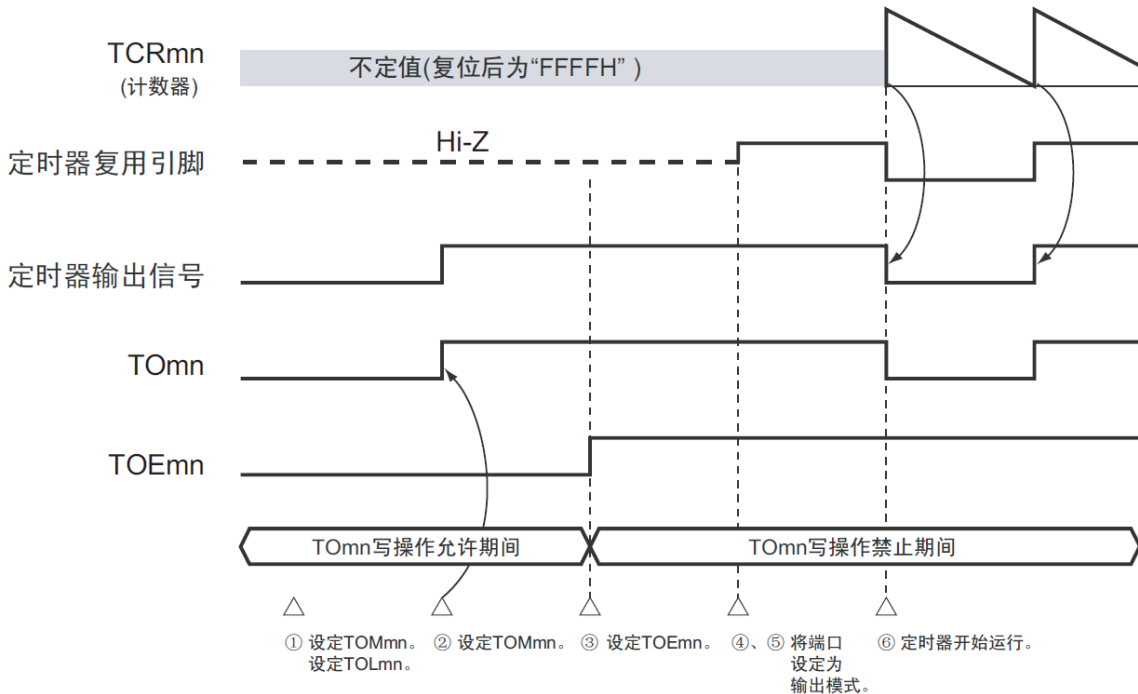 TCRmn
(计数器)
不定值(复位后为“FFFFH” )
Hi-Z
定时器复用引脚
定时器输出信号
TOmn
TOEmn
TOmn写操作允许期间
TOmn写操作禁止期间
① 设定TOMmn。
设定TOLmn。
② 设定TOMmn。
③ 设定TOEmn。
④、⑤ 将端口
设定为
输出模式。
⑥ 定时器开始运行。